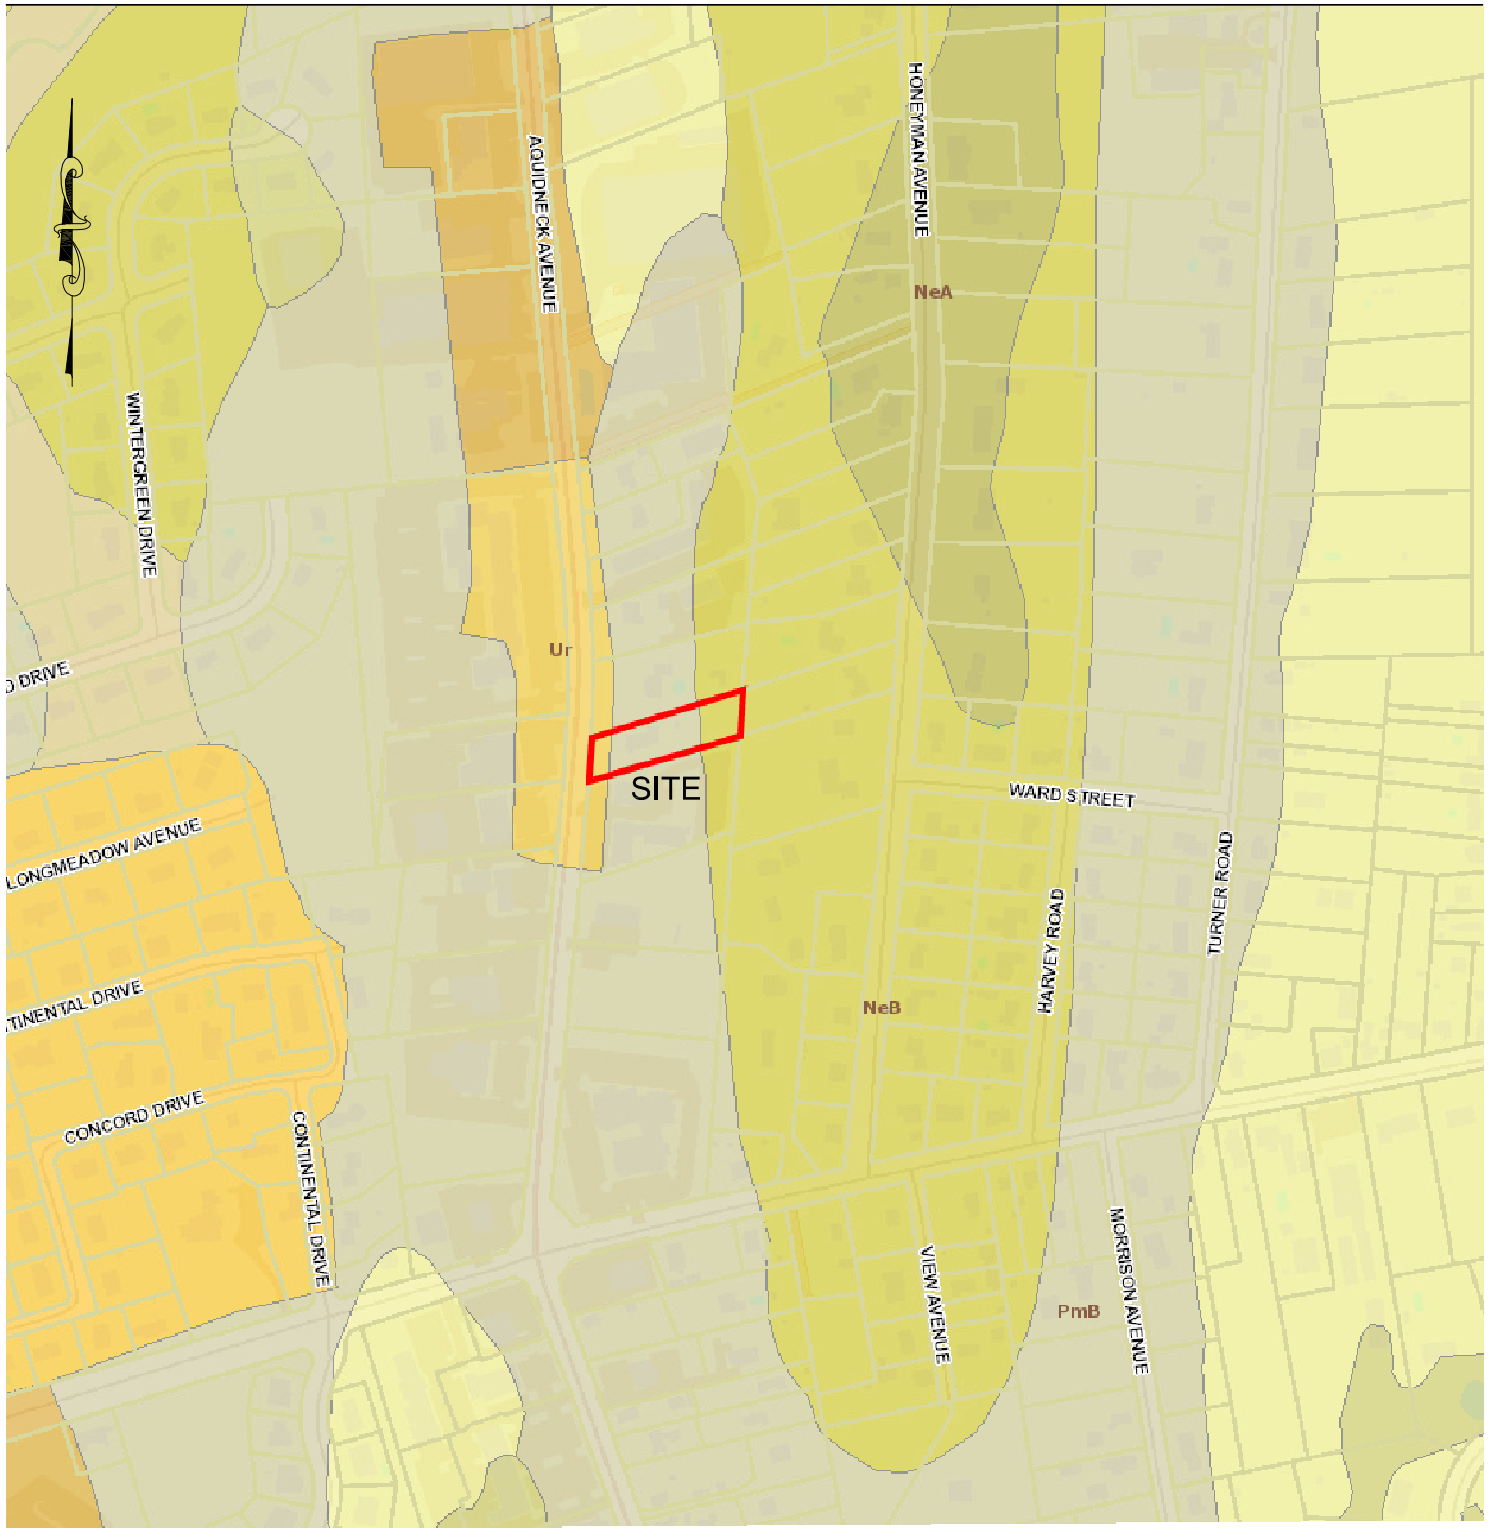 HONEYMAN AVENUE
AQUIDNECK AVENUE
NeA
WINTERGREEN DRIVE
Ur
D DRIVE
SITE
WARD STREET
LONGMEADOW AVENUE
TURNER ROAD
HARVEY ROAD
TINENTAL DRIVE
NeB
CONCORD DRIVE
CONTINENTAL DRIVE
MORRISON AVENUE
VIEW AVENUE
PmB